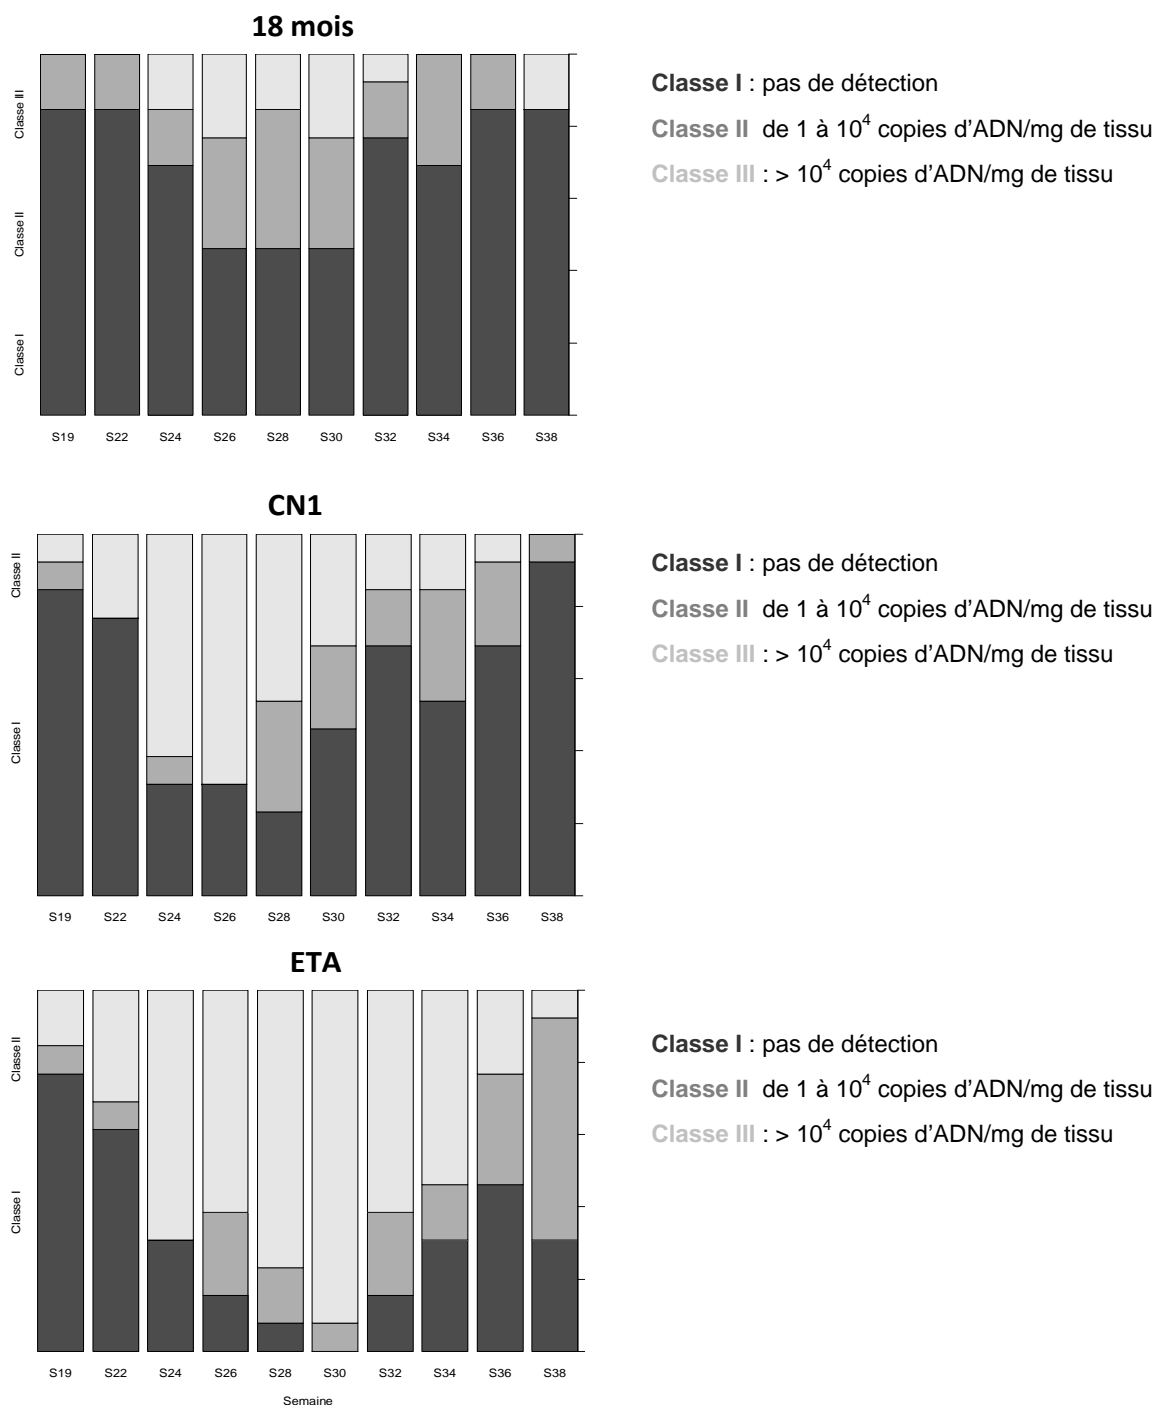 18 mois
Classe III
Classe II
Classe I
S19 S22 S24 S26 S28 S30 S32 S34 S36 S38
Classe I : pas de détection
Classe II de 1 à 10⁴ copies d'ADN/mg de tissu
Classe III : > 10⁴ copies d'ADN/mg de tissu
CN1
Classe II
Classe I
S19 S22 S24 S26 S28 S30 S32 S34 S36 S38
Classe I : pas de détection
Classe II de 1 à 10⁴ copies d'ADN/mg de tissu
Classe III : > 10⁴ copies d'ADN/mg de tissu
ETA
Classe II
Classe I
S19 S22 S24 S26 S28 S30 S32 S34 S36 S38
Semaine
Classe I : pas de détection
Classe II de 1 à 10⁴ copies d'ADN/mg de tissu
Classe III : > 10⁴ copies d'ADN/mg de tissu